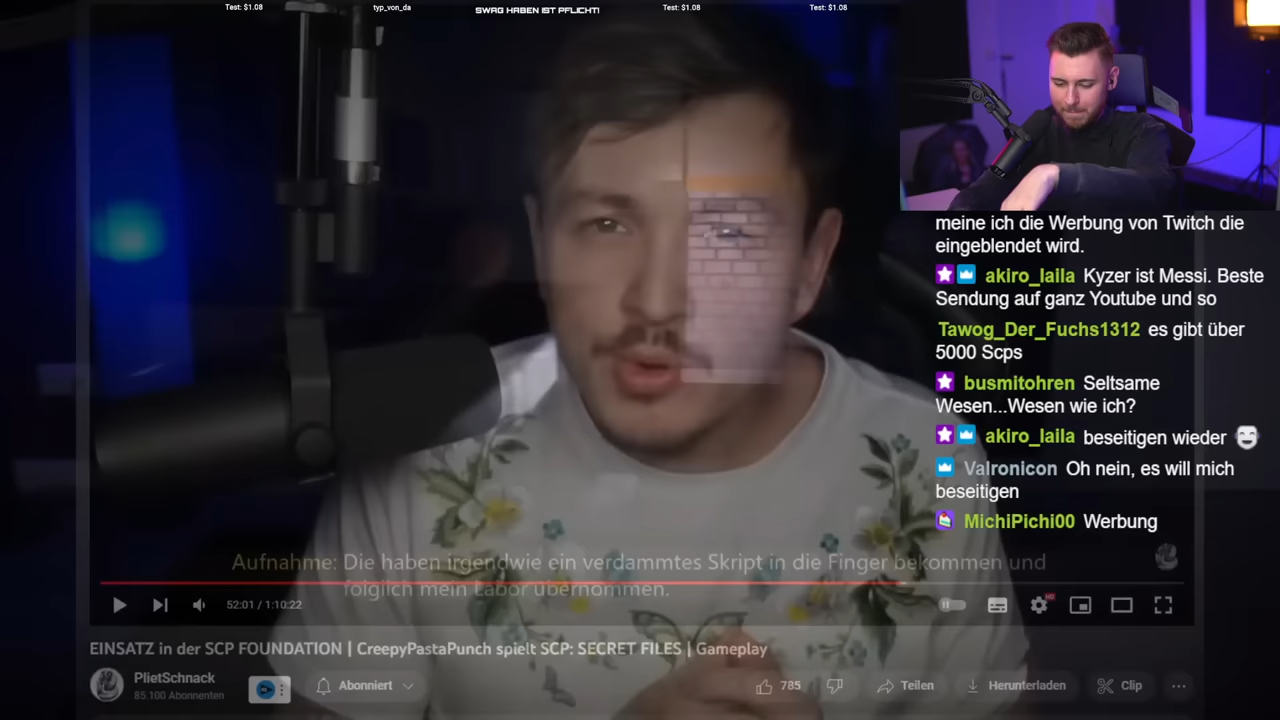 Test: $1.08
typ_von_da
SWAG HABEN IST PFLICHT!
Test: $1.08
Test: $1.08
meine ich die Werbung von Twitch die
eingeblendet wird.
akiro_laila Kyzer ist Messi. Beste
Sendung auf ganz Youtube und so
Tawog_Der_Fuchs1312 es gibt über
5000 Scps
busmitohren Seltsame
Wesen...Wesen wie ich?
akiro_laila beseitigen wieder
Valronicon Oh nein, es will mich
beseitigen
MichiPichi00 Werbung
Aufnahme: Die haben irgendwie ein verdammtes Skript in die Finger bekommen und
folglich mein Labor übernommen.
52:01 / 1:10:22
HD
EINSATZ in der SCP FOUNDATION | CreepyPastaPunch spielt SCP: SECRET FILES | Gameplay
PlietSchnack
85.100 Abonnenten
Abonniert
785
Teilen
Herunterladen
Clip